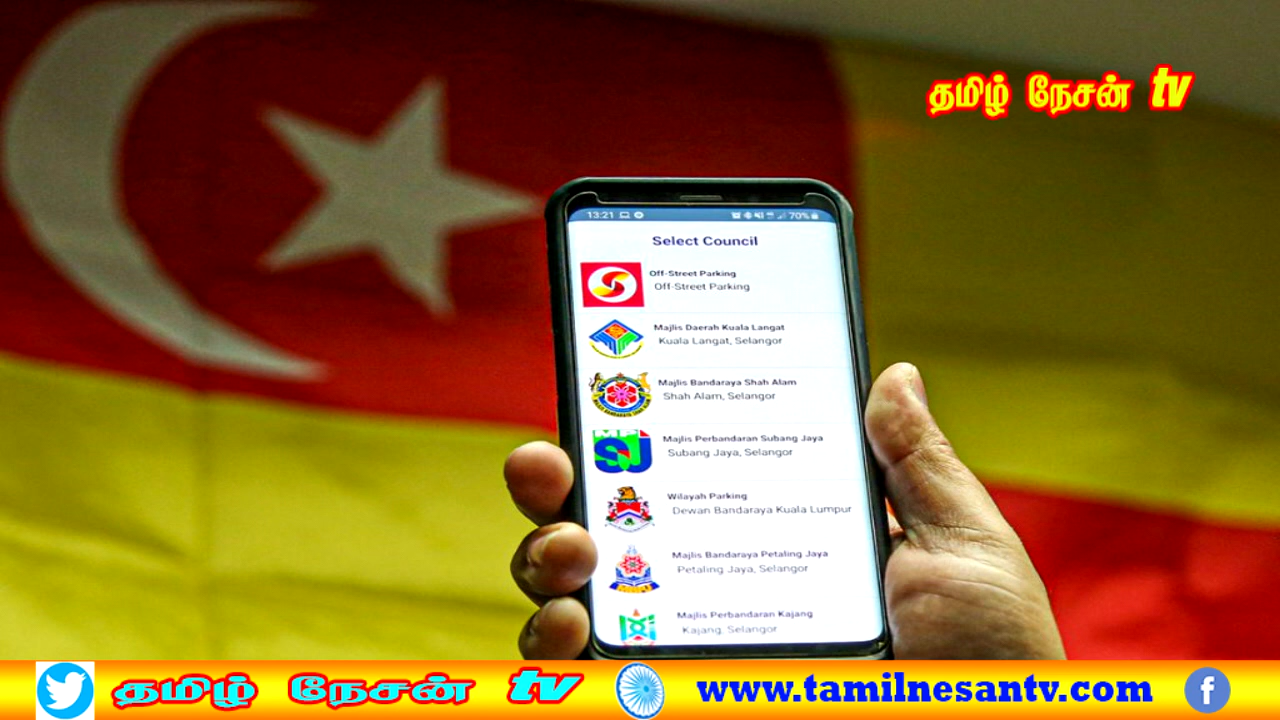 தமிழ் நேசன் tv
13:21
70%
Select Council
Off-Street Parking
Off-Street Parking
Majlis Daerah Kuala Langat
Kuala Langat, Selangor
Majlis Bandaraya Shah Alam
Shah Alam, Selangor
MPSJ
Majlis Perbandaran Subang Jaya
Subang Jaya, Selangor
Wilayah Parking
Dewan Bandaraya Kuala Lumpur
Majlis Bandaraya Petaling Jaya
Petaling Jaya, Selangor
Majlis Perbandaran Kajang
Kajang, Selangor
தமிழ் நேசன் tv
www.tamilnesantv.com
f